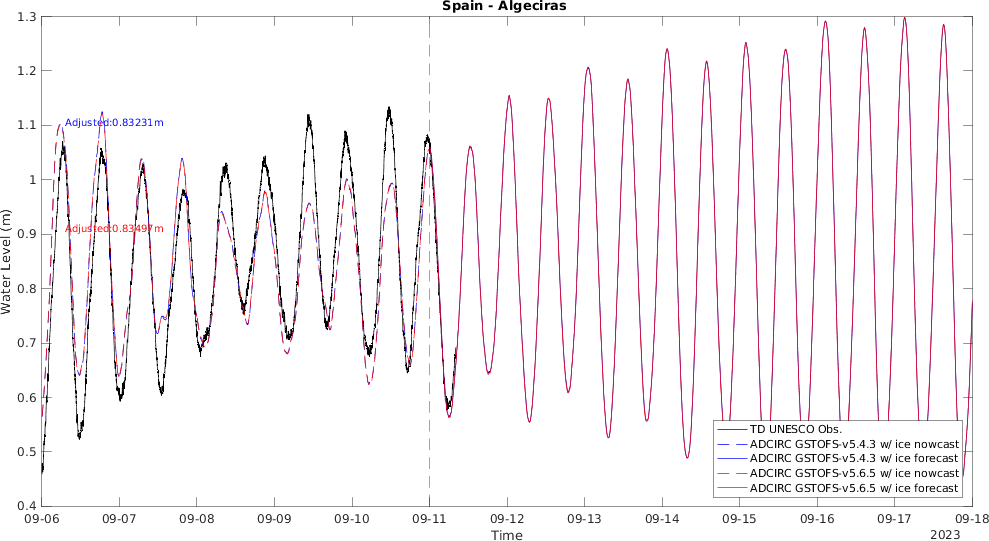 Spain - Algeciras
1.3
1.2
1.1
1
0.9
0.8
0.7
0.6
0.5
0.4
Water Level (m)
Adjusted:0.83231m
Adjusted:0.83497m
TD UNESCO Obs.
ADCIRC GSTOFS-v5.4.3 w/ ice nowcast
ADCIRC GSTOFS-v5.4.3 w/ ice forecast
ADCIRC GSTOFS-v5.6.5 w/ ice nowcast
ADCIRC GSTOFS-v5.6.5 w/ ice forecast
09-06 09-07 09-08 09-09 09-10 09-11 09-12 09-13 09-14 09-15 09-16 09-17 09-18
Time
2023